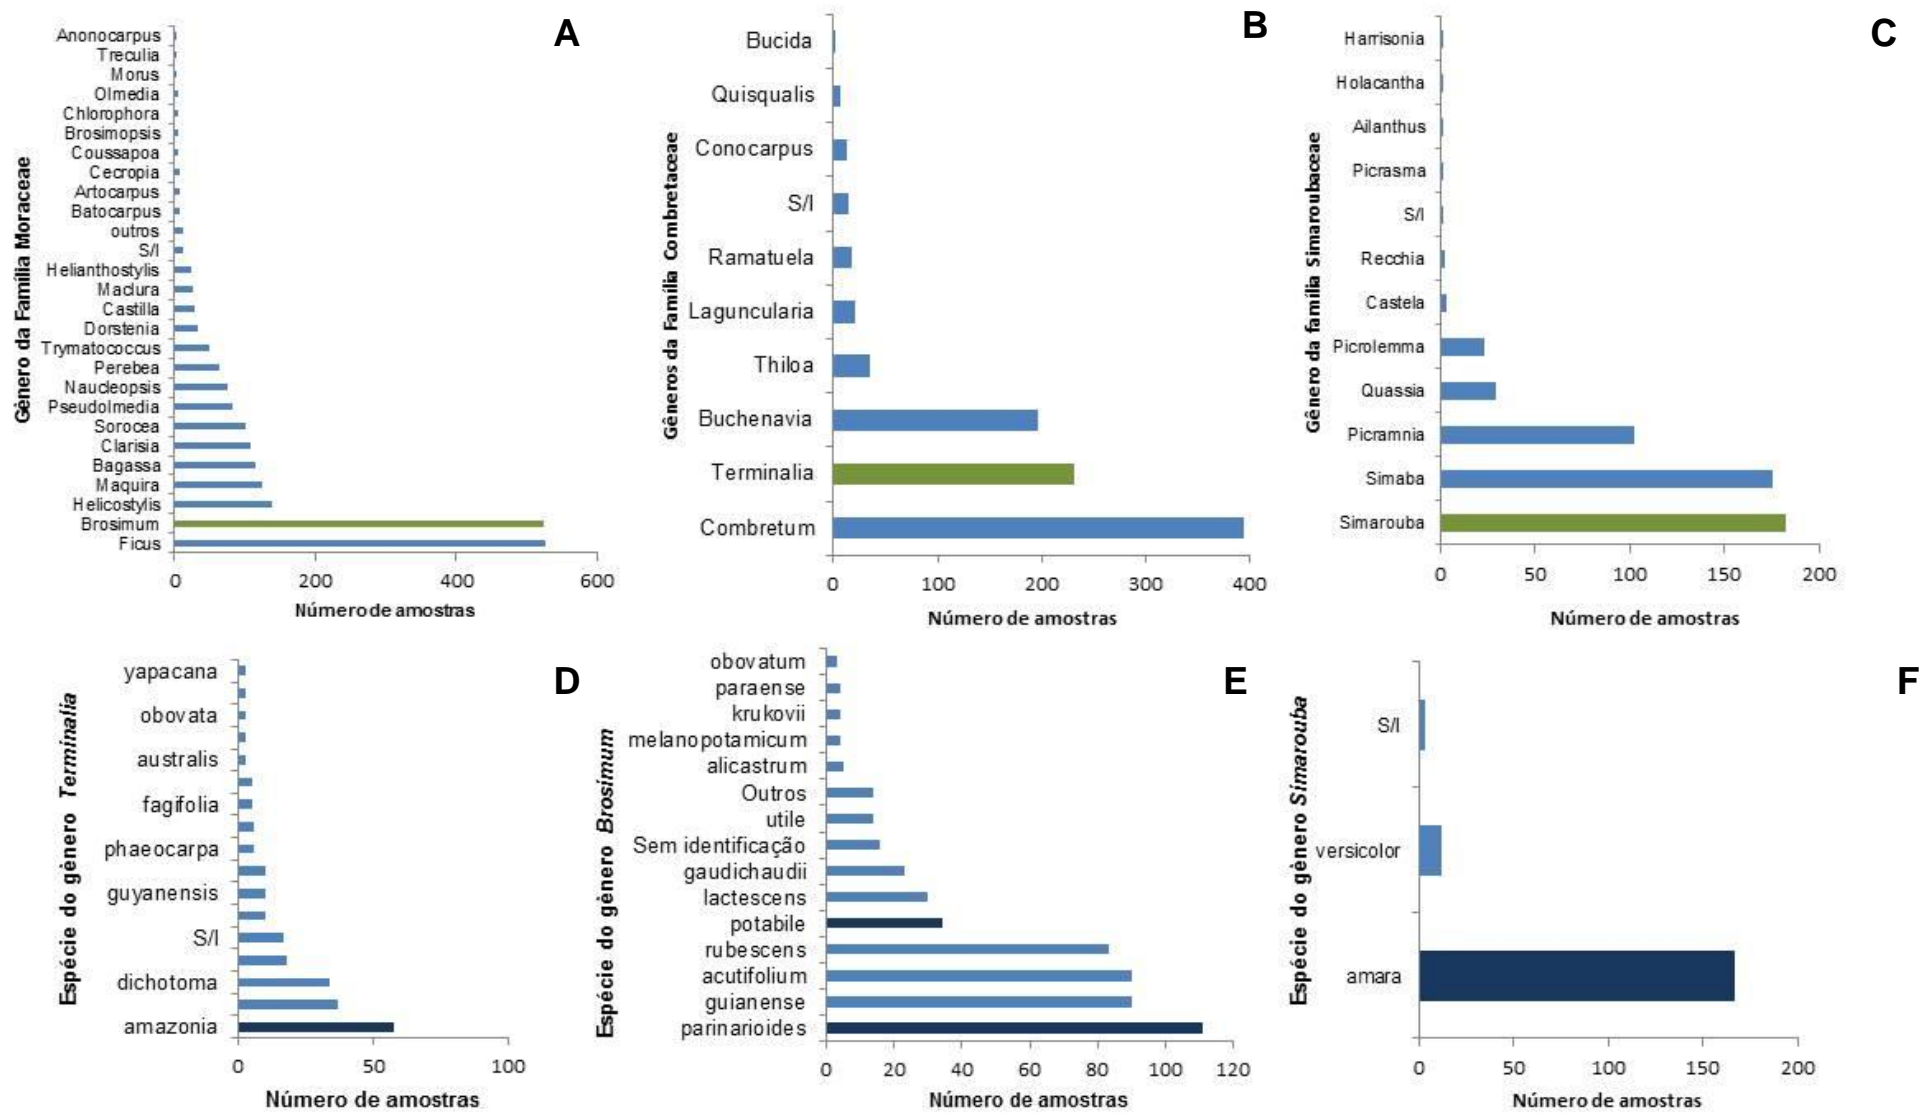 A
Gênero da Família Moraceae
Anonocarpus
Treculia
Morus
Olmedia
Chlorophora
Brosimopsis
Coussapoa
Cecropia
Artocarpus
Batocarpus
outros
S/I
Helianthostylis
Maclura
Castilla
Dorstenia
Trymatococcus
Perebea
Naucleopsis
Pseudolmedia
Sorocea
Clarisia
Bagassa
Maquira
Helicostylis
Brosimum
Ficus
0 200 400 600
Número de amostras
B
Gêneros da Família Combretaceae
Bucida
Quisqualis
Conocarpus
S/I
Ramatuela
Laguncularia
Thiloa
Buchenavia
Terminalia
Combretum
0 100 200 300 400
Número de amostras
C
Gênero da família Simaroubaceae
Harrisonia
Holacantha
Ailanthus
Picrasma
S/I
Recchia
Castela
Picrolemma
Quassia
Picramnia
Simaba
Simarouba
0 50 100 150 200
Número de amostras
D
Espécie do gênero Terminalia
yapacana
obovata
australis
fagifolia
phaeocarpa
guyanensis
S/I
dichotoma
amazonia
0 50 100
Número de amostras
E
Espécie do gênero Brosimum
obovatum
paraense
krukovii
melanopotamicum
alicastrum
Outros
utile
Sem identificação
gaudichaudii
lactescens
potabile
rubescens
acutifolium
guianense
parinarioides
0 20 40 60 80 100 120
Número de amostras
F
Espécie do gênero Simarouba
S/I
versicolor
amara
0 50 100 150 200
Número de amostras